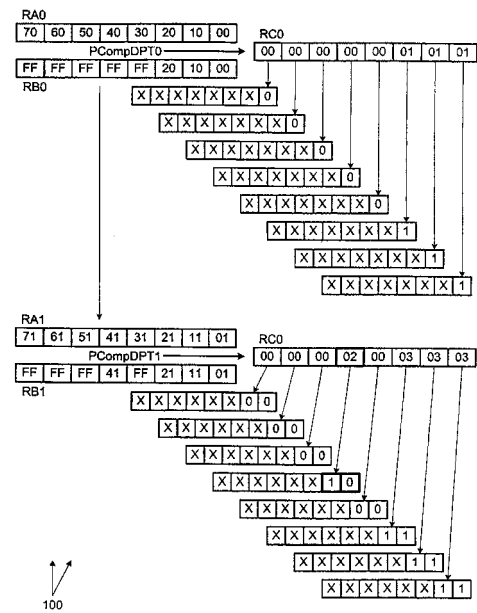 RA0
70 60 50 40 30 20 10 00
PCompDPT0
FF FF FF FF FF 20 10 00
RB0
RC0
00 00 00 00 00 01 01 01
X X X X X X X 0
X X X X X X X 0
X X X X X X X 0
X X X X X X X 0
X X X X X X X 0
X X X X X X X 1
X X X X X X X 1
X X X X X X X 1
RA1
71 61 51 41 31 21 11 01
PCompDPT1
FF FF FF 41 FF 21 11 01
RB1
RC0
00 00 00 02 00 03 03 03
X X X X X X 0 0
X X X X X X 0 0
X X X X X X 0 0
X X X X X X 1 0
X X X X X X 0 0
X X X X X X 1 1
X X X X X X 1 1
X X X X X X 1 1
100